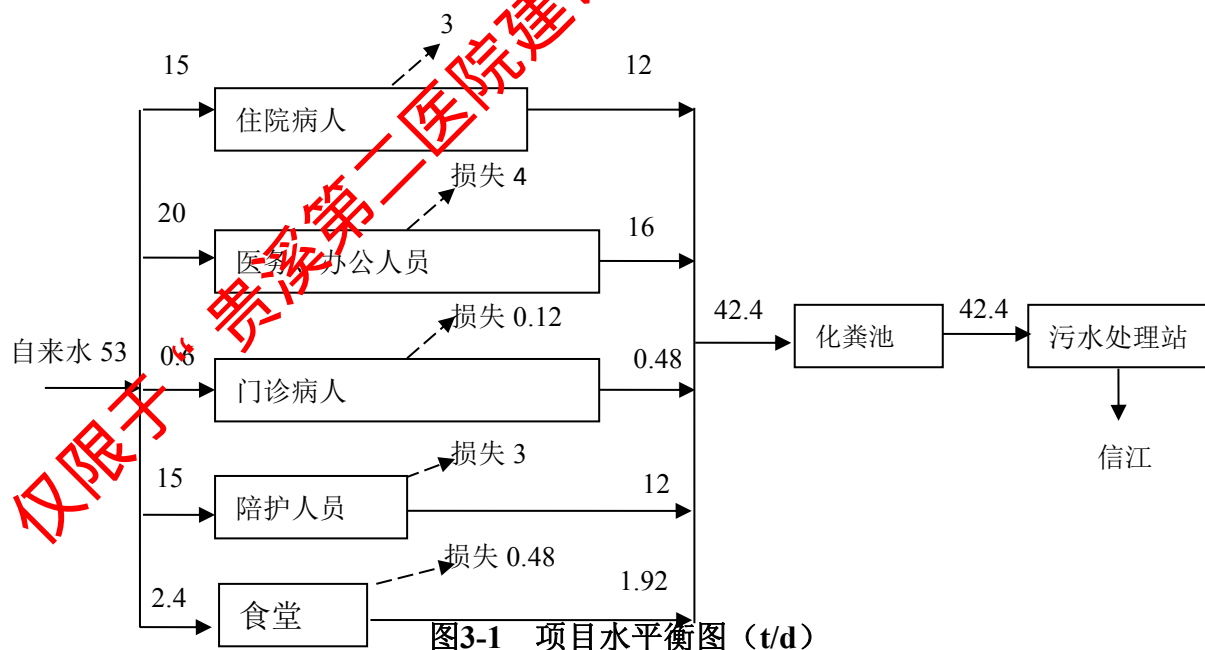 3
15
12
住院病人
损失 4
20
16
医务、办公人员
损失 0.12
42.4
42.4
自来水 53
0.6
0.48
化粪池
污水处理站
门诊病人
损失 3
信江
15
12
陪护人员
损失 0.48
2.4
1.92
食堂
图3-1 项目水平衡图（t/d）
仅限于“贵溪第二医院建